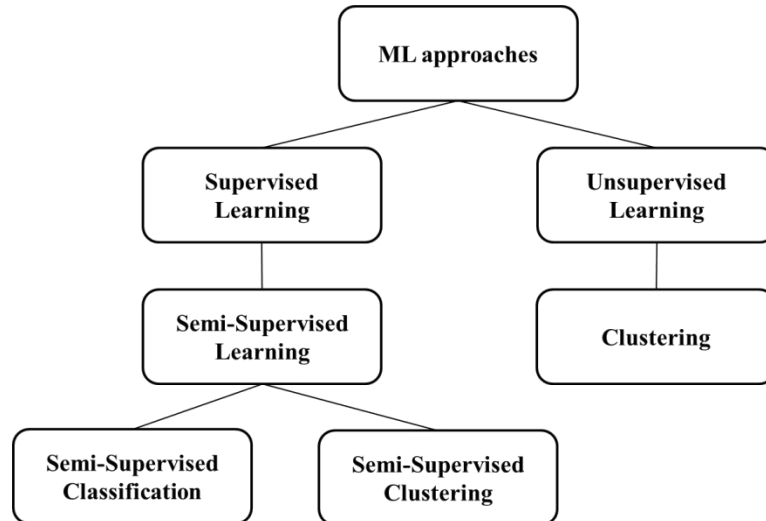 ML approaches
Supervised
Learning
Unsupervised
Learning
Semi-Supervised
Learning
Clustering
Semi-Supervised
Classification
Semi-Supervised
Clustering